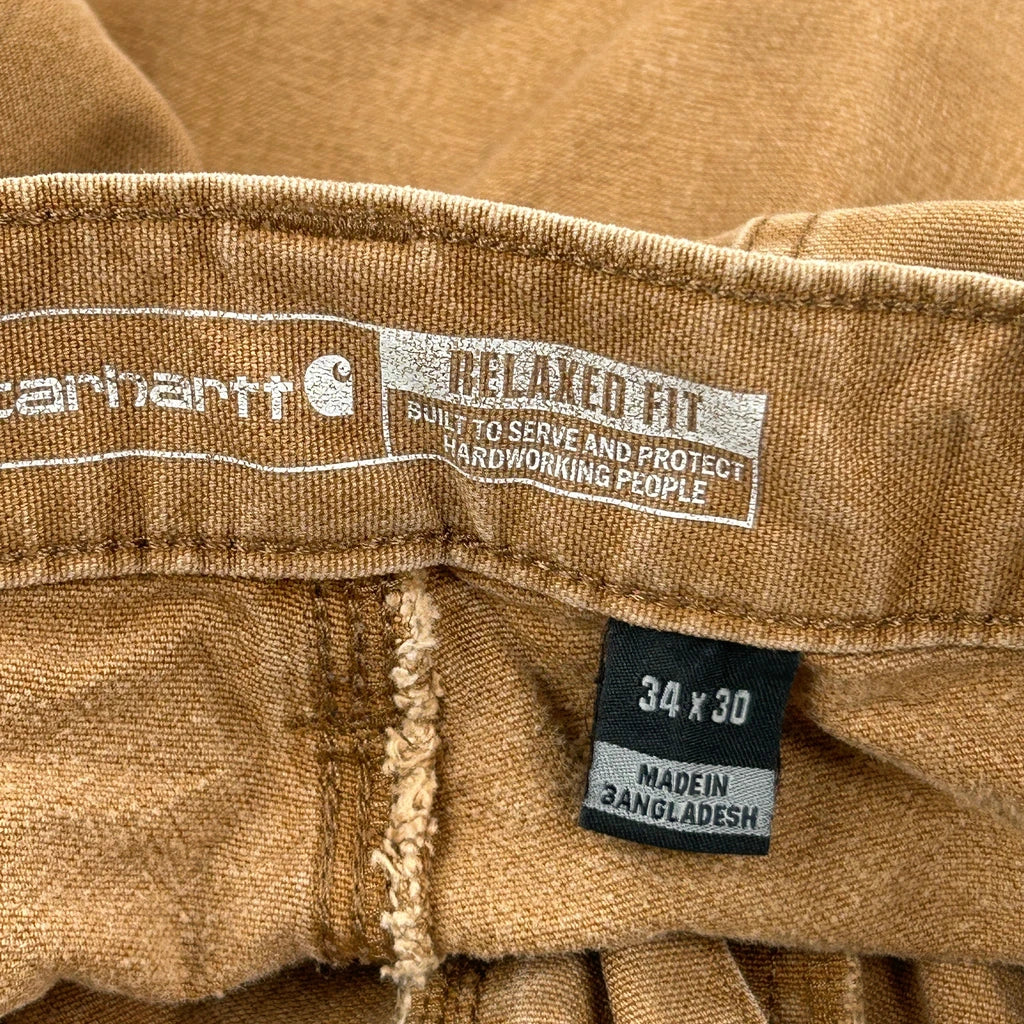 carhartt
RELAXED FIT
BUILT TO SERVE AND PROTECT
HARDWORKING PEOPLE
34 x 30
MADE IN
BANGLADESH